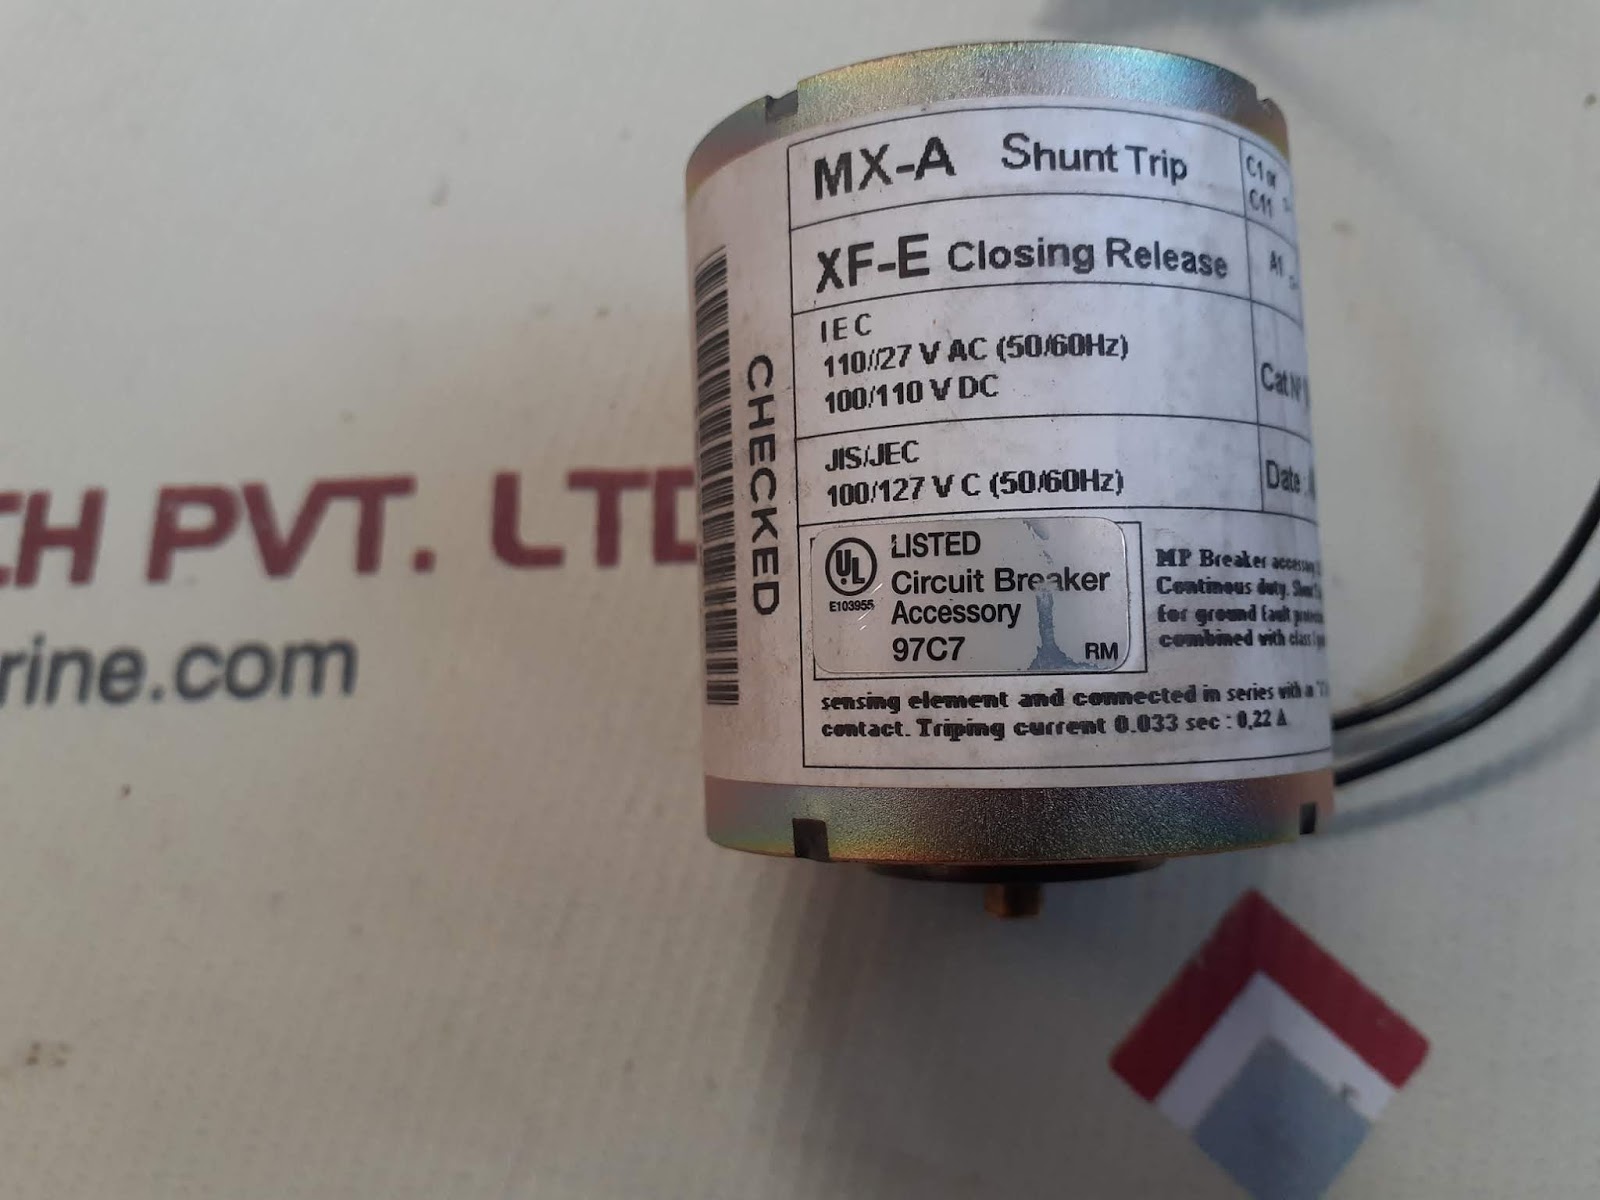 MX-A Shunt Trip
C1 or
C11
XF-E Closing Release
A1
IEC
110//27 V AC (50/60Hz)
100/110 V DC
Cat Nº
JIS/JEC
100/127 V C (50/60Hz)
Date :
CHECKED
UL
E103955
LISTED
Circuit Breaker
Accessory
97C7
RM
MP Breaker
Continous duty.
for ground fault
combined with class
sensing element and connected in series with
contact. Triping current 0.033 sec : 0,22 A
CH PVT. LTD
rine.com